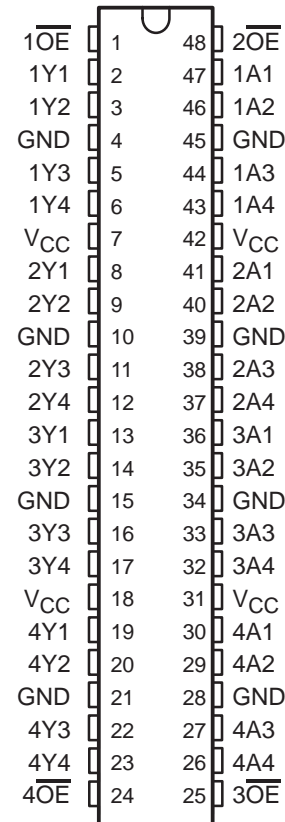 1O̅E̅ 1 48 2O̅E̅
1Y1 2 47 1A1
1Y2 3 46 1A2
GND 4 45 GND
1Y3 5 44 1A3
1Y4 6 43 1A4
VCC 7 42 VCC
2Y1 8 41 2A1
2Y2 9 40 2A2
GND 10 39 GND
2Y3 11 38 2A3
2Y4 12 37 2A4
3Y1 13 36 3A1
3Y2 14 35 3A2
GND 15 34 GND
3Y3 16 33 3A3
3Y4 17 32 3A4
VCC 18 31 VCC
4Y1 19 30 4A1
4Y2 20 29 4A2
GND 21 28 GND
4Y3 22 27 4A3
4Y4 23 26 4A4
4O̅E̅ 24 25 3O̅E̅